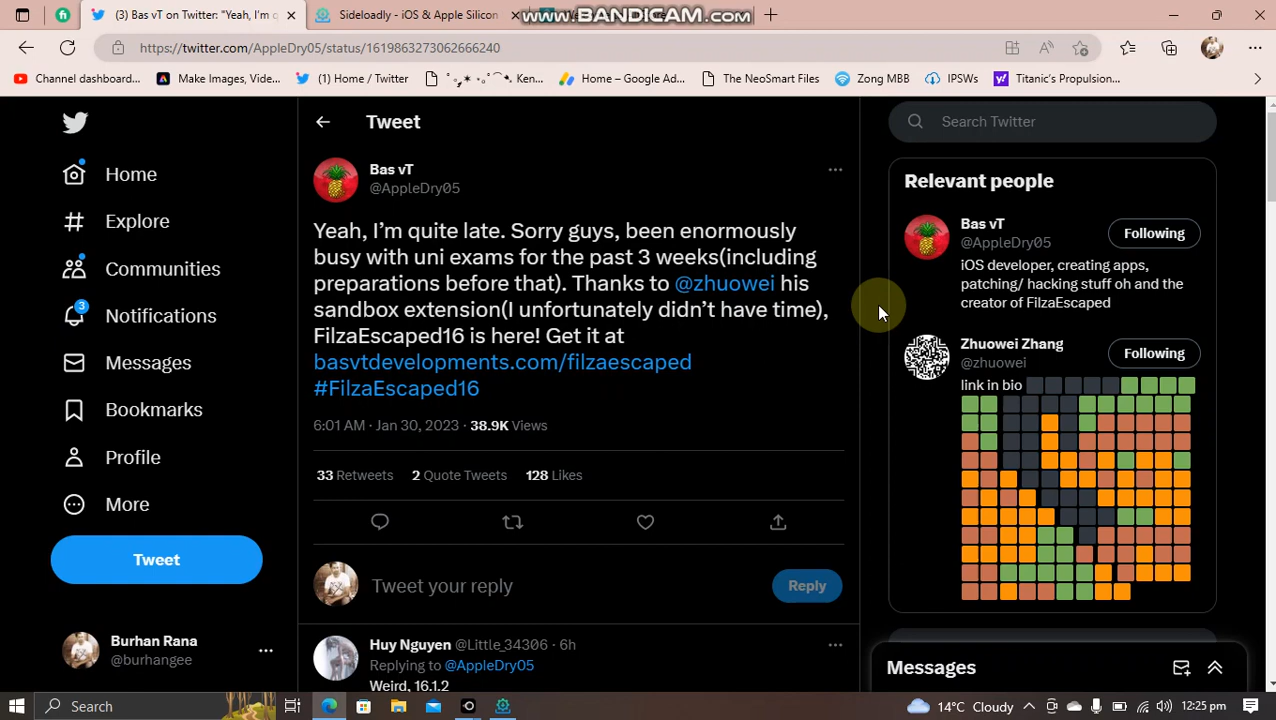 (3) Bas vT on Twitter: "Yeah, I'm q
Sideloadly - iOS & Apple Silicon
www.BANDICAM.com
https://twitter.com/AppleDry05/status/1619863273062666240
Channel dashboard...
Make Images, Vide...
(1) Home / Twitter
Home – Google Ad...
The NeoSmart Files
Zong MBB
IPSWs
Titanic's Propulsion...
Home
Explore
Communities
3
Notifications
Messages
Bookmarks
Profile
More
Tweet
Burhan Rana
@burhangee
Tweet
Bas vT
@AppleDry05
Yeah, I'm quite late. Sorry guys, been enormously
busy with uni exams for the past 3 weeks(including
preparations before that). Thanks to @zhuowei his
sandbox extension(I unfortunately didn't have time),
FilzaEscaped16 is here! Get it at
basvtdevelopments.com/filzaescaped
#FilzaEscaped16
6:01 AM · Jan 30, 2023 · 38.9K Views
33 Retweets 2 Quote Tweets 128 Likes
Tweet your reply
Reply
Huy Nguyen @Little_34306 · 6h
Replying to @AppleDry05
Weird, 16.1.2
Search Twitter
Relevant people
Bas vT
@AppleDry05
Following
iOS developer, creating apps,
patching/ hacking stuff oh and the
creator of FilzaEscaped
Zhuowei Zhang
@zhuowei
Following
link in bio
Messages
Search
14°C Cloudy
12:25 pm